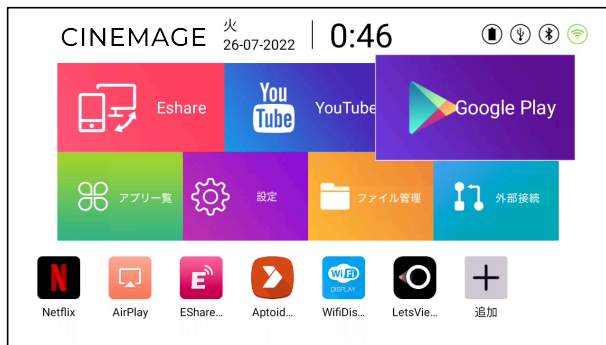 CINEMAGE
火
26-07-2022
0:46
Eshare
You
Tube
YouTube
Google Play
アプリ一覧
設定
ファイル管理
外部接続
N
E
WiFi
DISPLAY
Netflix
AirPlay
EShare...
Aptoid...
WifiDis...
LetsVie...
追加